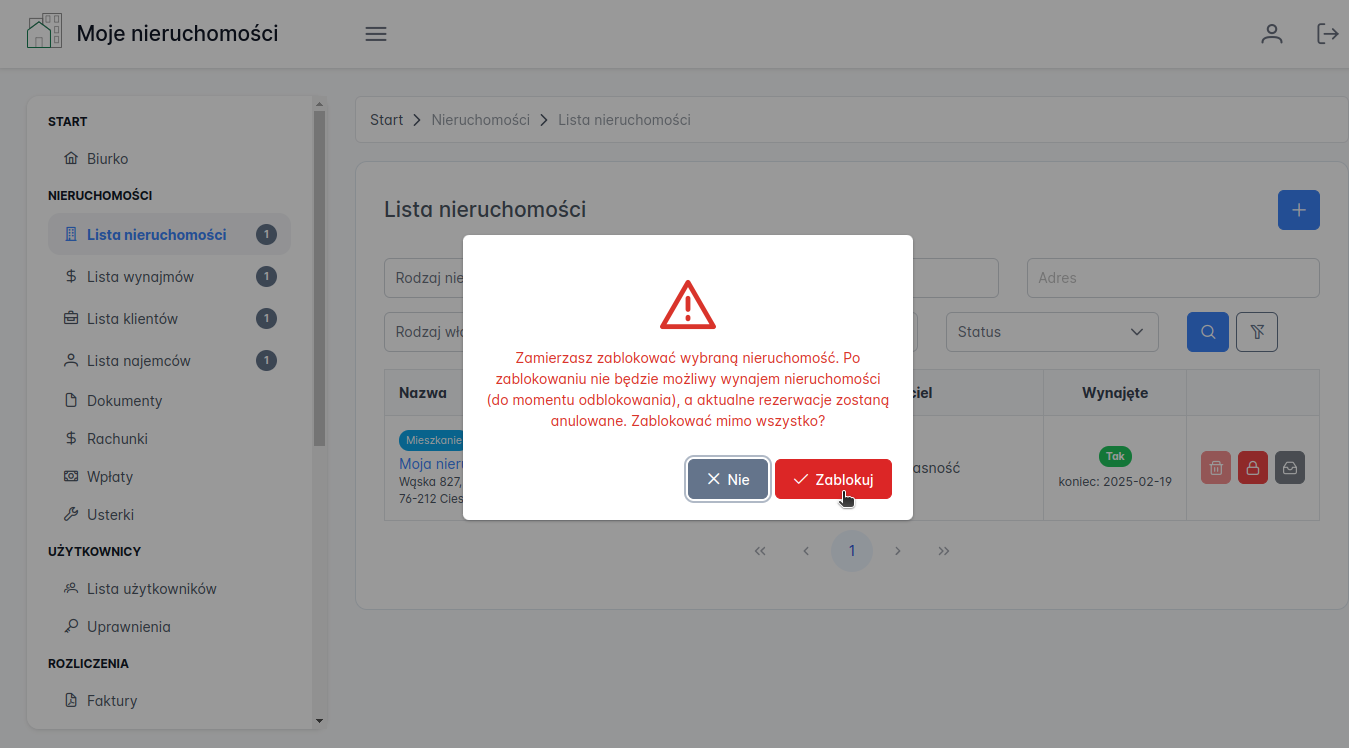 Moje nieruchomości
START
Biurko
NIERUCHOMOŚCI
Lista nieruchomości 1
Lista wynajmów 1
Lista klientów 1
Lista najemców 1
Dokumenty
Rachunki
Wpłaty
Usterki
UŻYTKOWNICY
Lista użytkowników
Uprawnienia
ROZLICZENIA
Faktury
Start > Nieruchomości > Lista nieruchomości
Lista nieruchomości
Rodzaj nie
Adres
Status
Nazwa
ciel
Wynajęte
Mieszkanie
Moja nier
Wąska 827,
76-212 Cies
asność
Tak
koniec: 2025-02-19
« ‹ 1 › »
Zamierzasz zablokować wybraną nieruchomość. Po
zablokowaniu nie będzie możliwy wynajem nieruchomości
(do momentu odblokowania), a aktualne rezerwacje zostaną
anulowane. Zablokować mimo wszystko?
Nie
Zablokuj